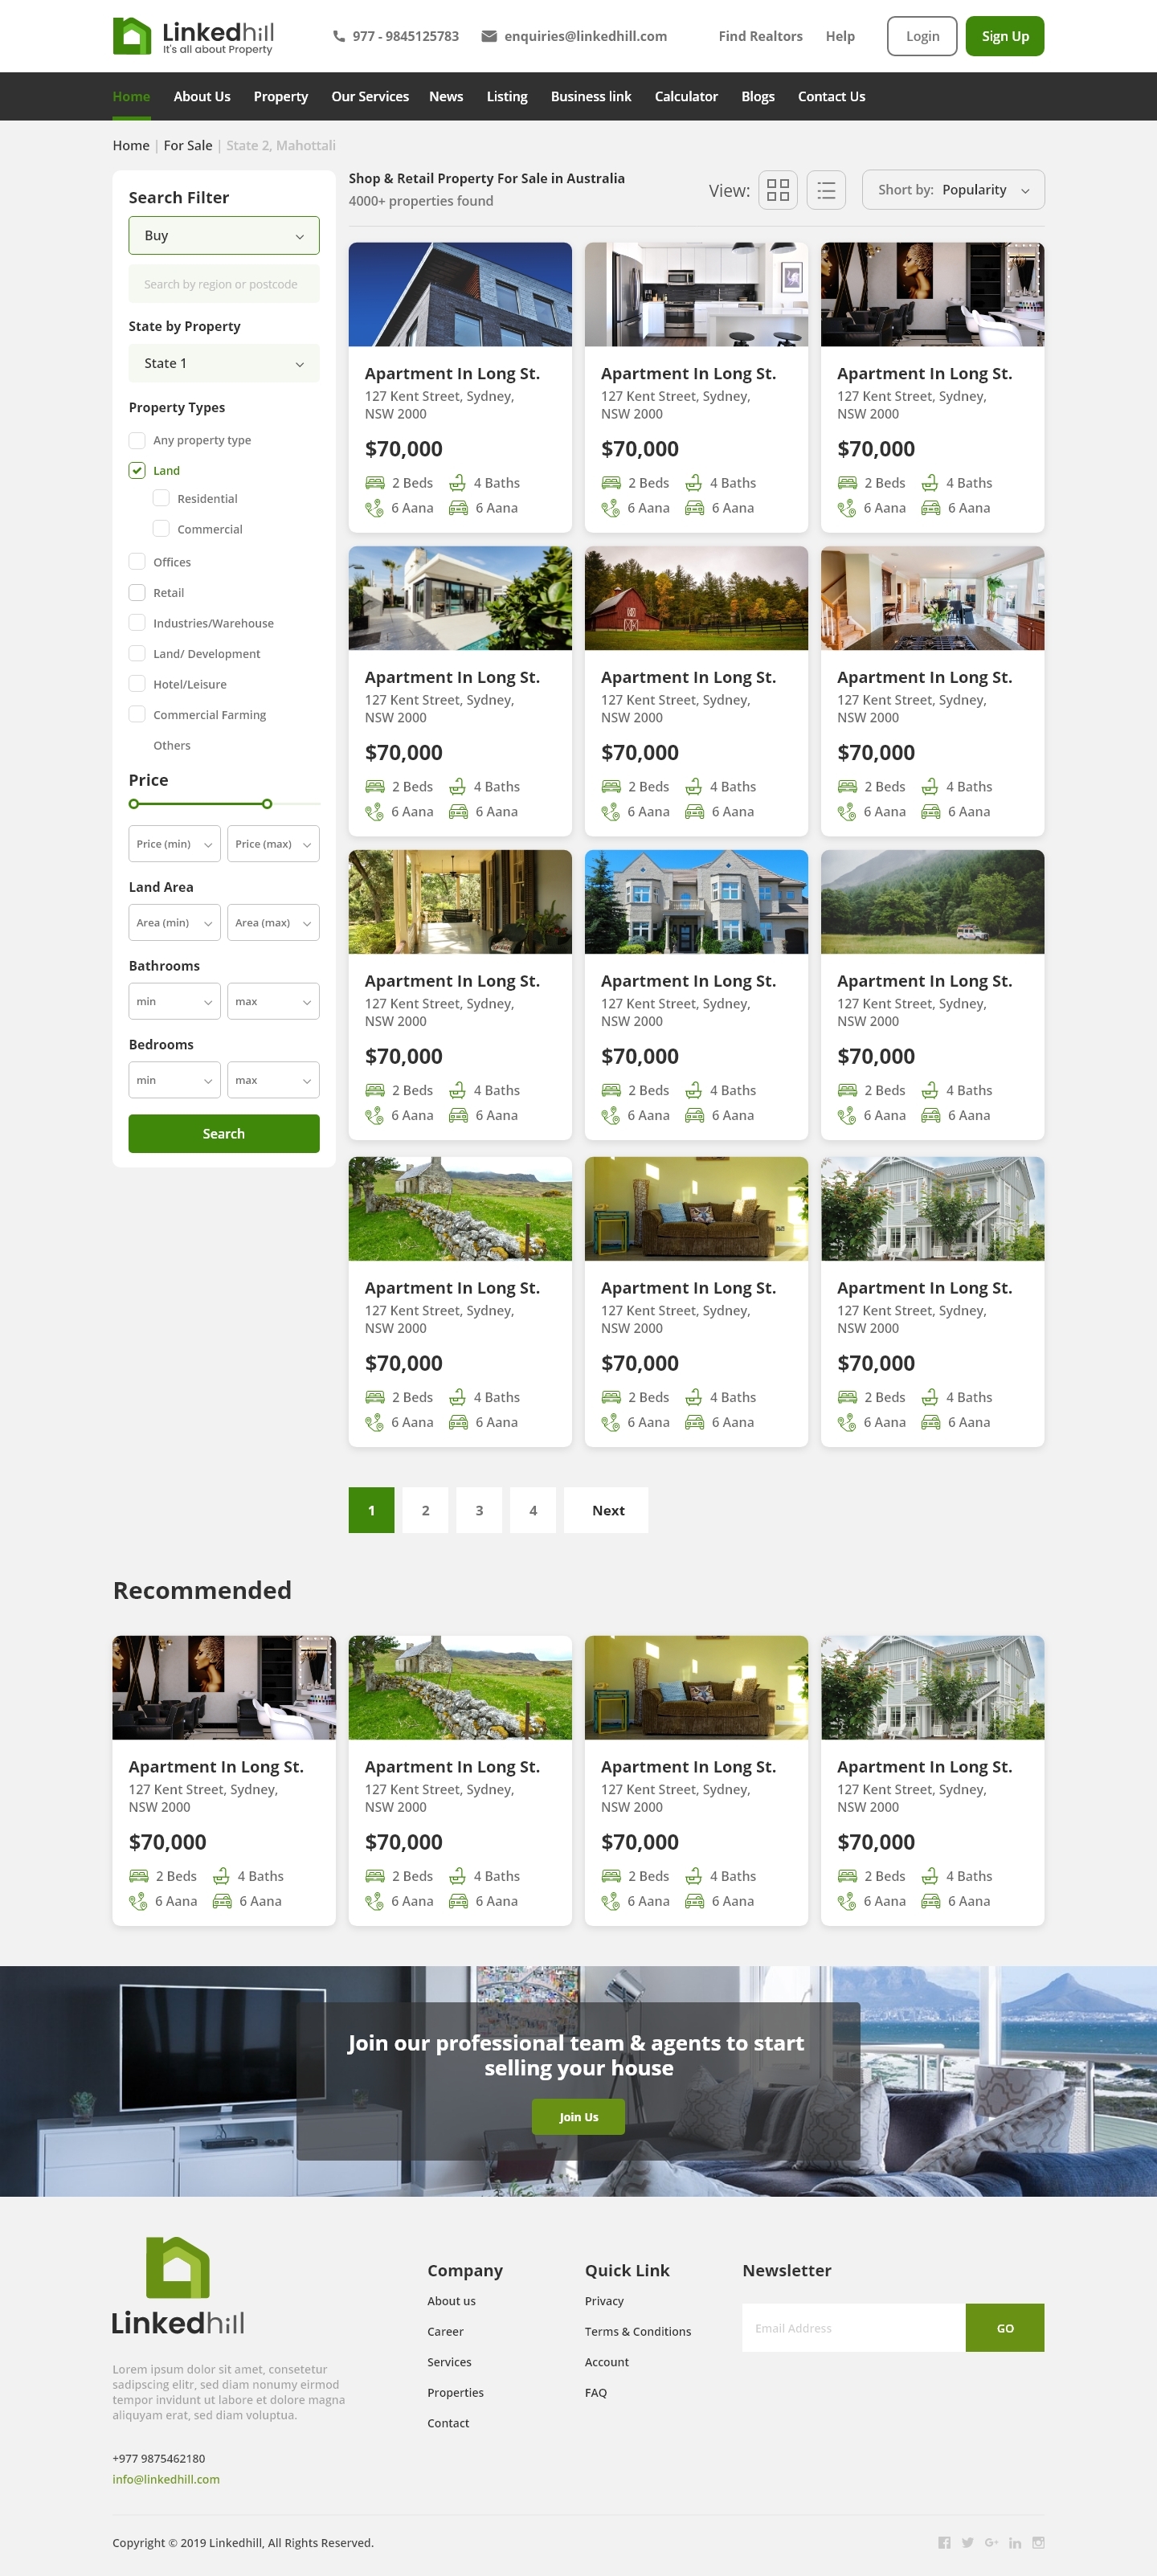 Linkedhill
It's all about Property
977 - 9845125783
enquiries@linkedhill.com
Find Realtors
Help
Login
Sign Up
Home
About Us
Property
Our Services
News
Listing
Business link
Calculator
Blogs
Contact Us
Home | For Sale | State 2, Mahottali
Search Filter
Buy
Search by region or postcode
State by Property
State 1
Property Types
Any property type
Land
Residential
Commercial
Offices
Retail
Industries/Warehouse
Land/ Development
Hotel/Leisure
Commercial Farming
Others
Price
Price (min)
Price (max)
Land Area
Area (min)
Area (max)
Bathrooms
min
max
Bedrooms
min
max
Search
Shop & Retail Property For Sale in Australia
4000+ properties found
View:
Short by: Popularity
Apartment In Long St.
127 Kent Street, Sydney,
NSW 2000
$70,000
2 Beds
4 Baths
6 Aana
6 Aana
Apartment In Long St.
127 Kent Street, Sydney,
NSW 2000
$70,000
2 Beds
4 Baths
6 Aana
6 Aana
Apartment In Long St.
127 Kent Street, Sydney,
NSW 2000
$70,000
2 Beds
4 Baths
6 Aana
6 Aana
Apartment In Long St.
127 Kent Street, Sydney,
NSW 2000
$70,000
2 Beds
4 Baths
6 Aana
6 Aana
Apartment In Long St.
127 Kent Street, Sydney,
NSW 2000
$70,000
2 Beds
4 Baths
6 Aana
6 Aana
Apartment In Long St.
127 Kent Street, Sydney,
NSW 2000
$70,000
2 Beds
4 Baths
6 Aana
6 Aana
Apartment In Long St.
127 Kent Street, Sydney,
NSW 2000
$70,000
2 Beds
4 Baths
6 Aana
6 Aana
Apartment In Long St.
127 Kent Street, Sydney,
NSW 2000
$70,000
2 Beds
4 Baths
6 Aana
6 Aana
Apartment In Long St.
127 Kent Street, Sydney,
NSW 2000
$70,000
2 Beds
4 Baths
6 Aana
6 Aana
Apartment In Long St.
127 Kent Street, Sydney,
NSW 2000
$70,000
2 Beds
4 Baths
6 Aana
6 Aana
Apartment In Long St.
127 Kent Street, Sydney,
NSW 2000
$70,000
2 Beds
4 Baths
6 Aana
6 Aana
Apartment In Long St.
127 Kent Street, Sydney,
NSW 2000
$70,000
2 Beds
4 Baths
6 Aana
6 Aana
1
2
3
4
Next
Recommended
Apartment In Long St.
127 Kent Street, Sydney,
NSW 2000
$70,000
2 Beds
4 Baths
6 Aana
6 Aana
Apartment In Long St.
127 Kent Street, Sydney,
NSW 2000
$70,000
2 Beds
4 Baths
6 Aana
6 Aana
Apartment In Long St.
127 Kent Street, Sydney,
NSW 2000
$70,000
2 Beds
4 Baths
6 Aana
6 Aana
Apartment In Long St.
127 Kent Street, Sydney,
NSW 2000
$70,000
2 Beds
4 Baths
6 Aana
6 Aana
Join our professional team & agents to start
selling your house
Join Us
Linkedhill
Lorem ipsum dolor sit amet, consetetur
sadipscing elitr, sed diam nonumy eirmod
tempor invidunt ut labore et dolore magna
aliquyam erat, sed diam voluptua.
+977 9875462180
info@linkedhill.com
Company
About us
Career
Services
Properties
Contact
Quick Link
Privacy
Terms & Conditions
Account
FAQ
Newsletter
Email Address
GO
Copyright © 2019 Linkedhill, All Rights Reserved.